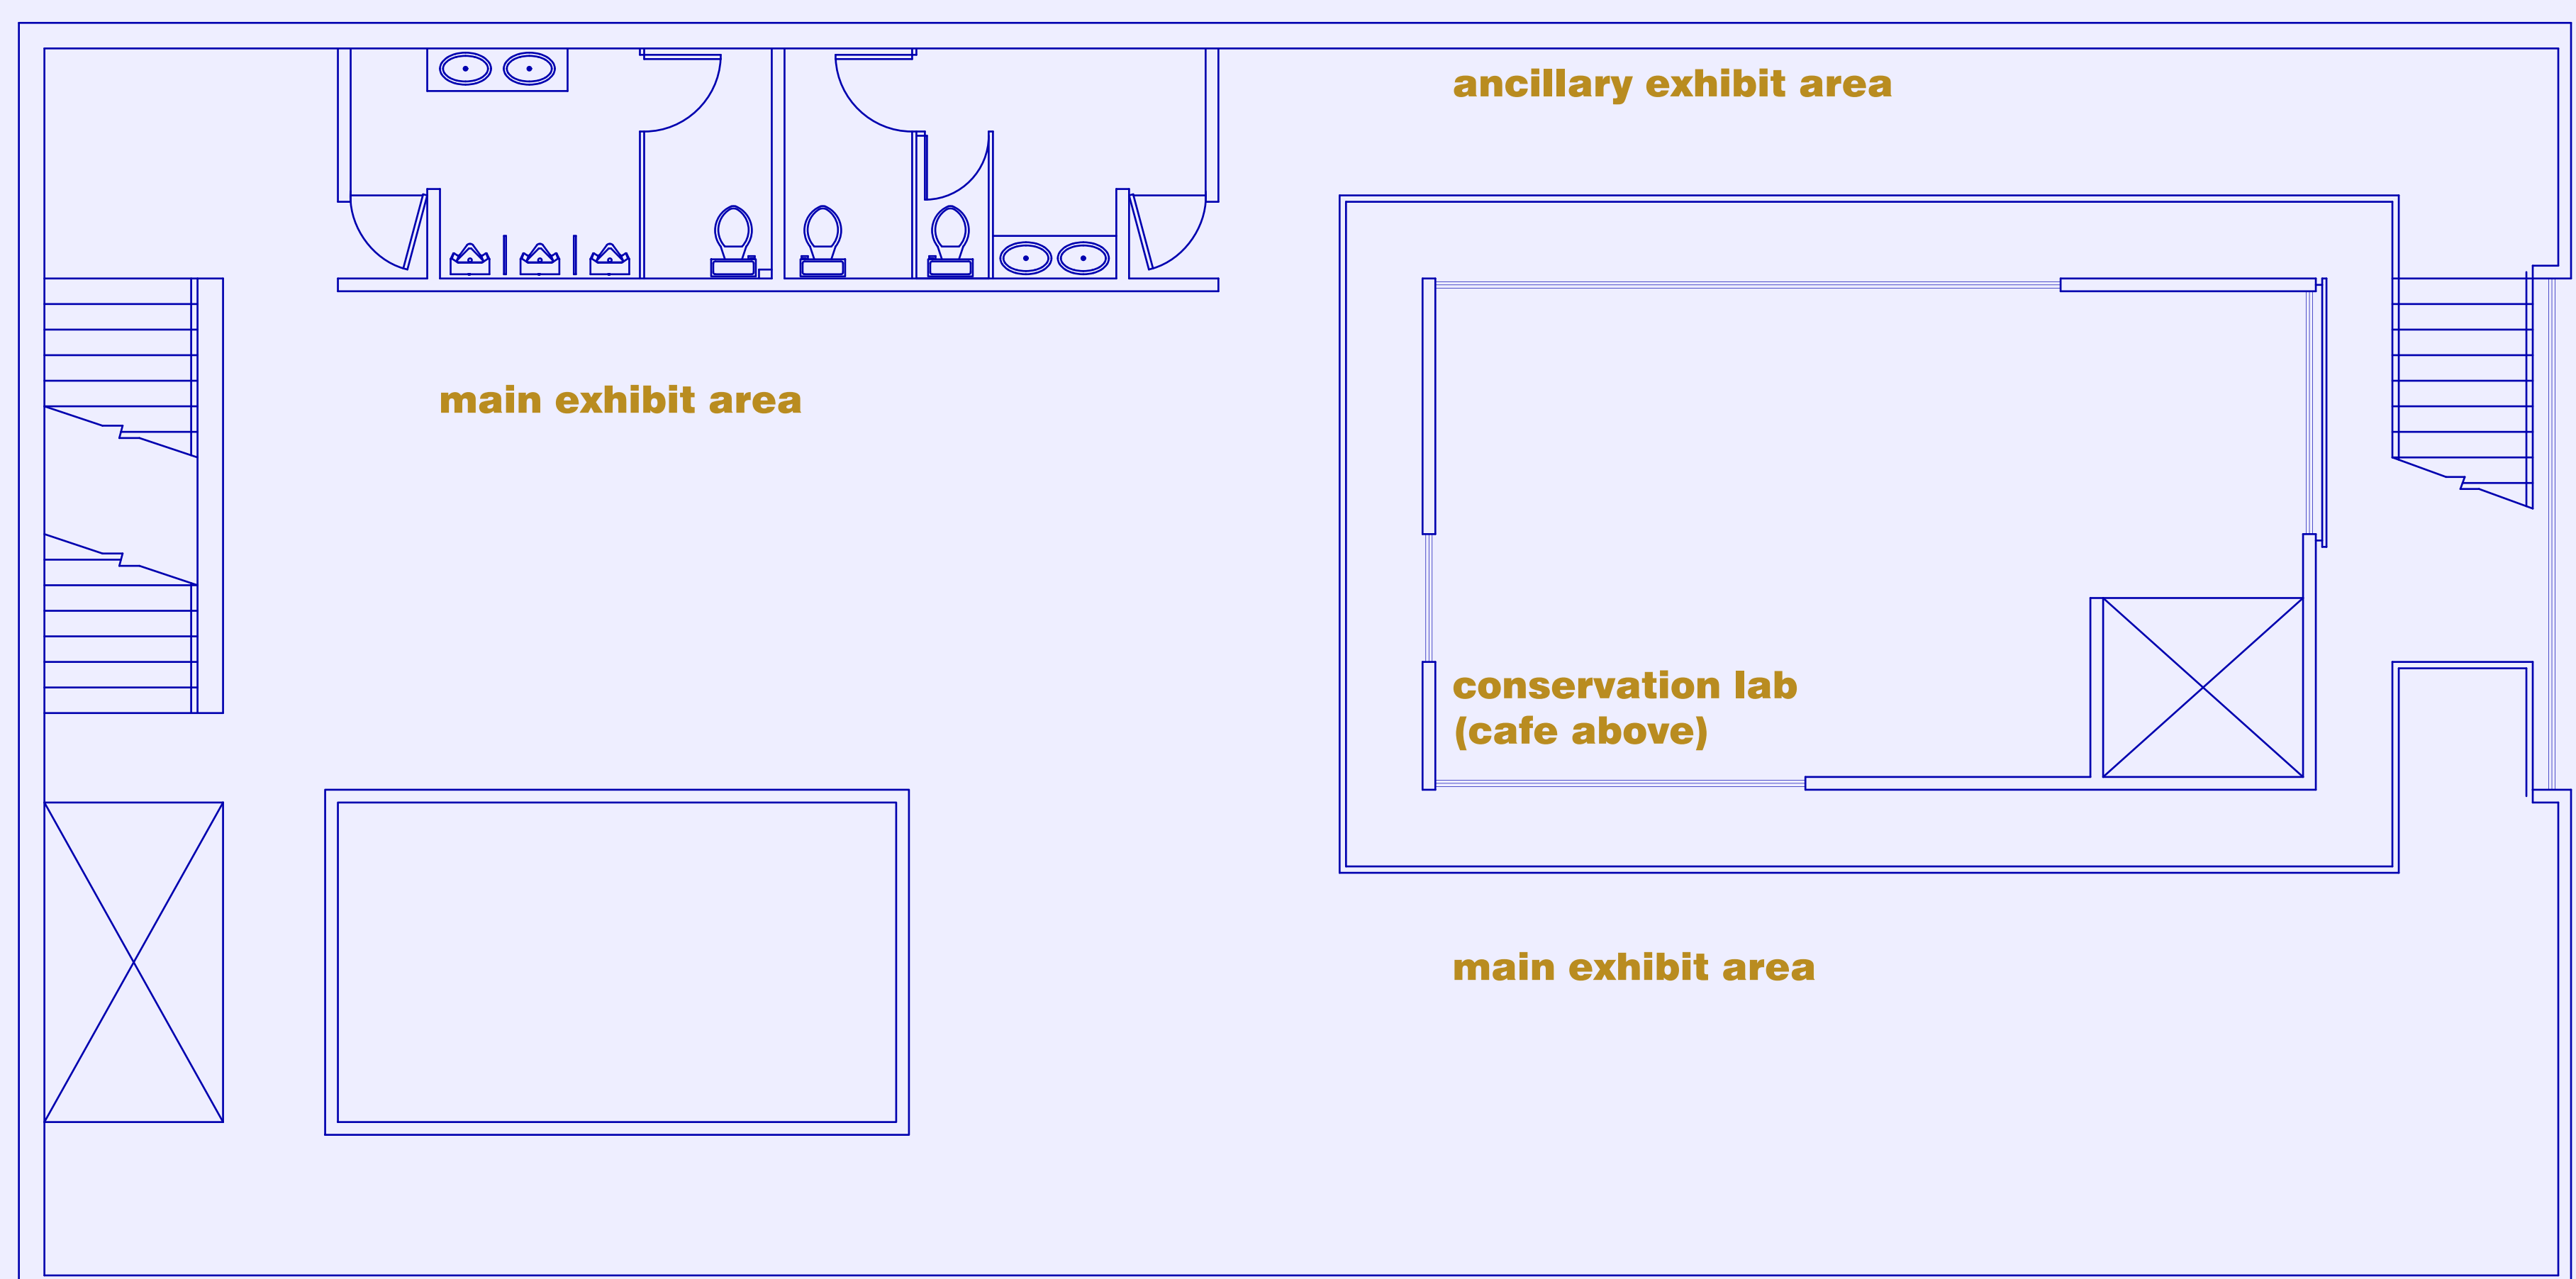 ancillary exhibit area
main exhibit area
conservation lab
(cafe above)
main exhibit area